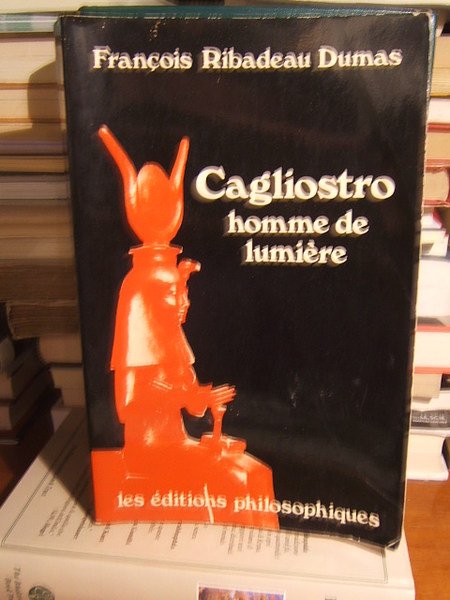 François Ribadeau Dumas
Cagliostro
homme de
lumière
les éditions philosophiques